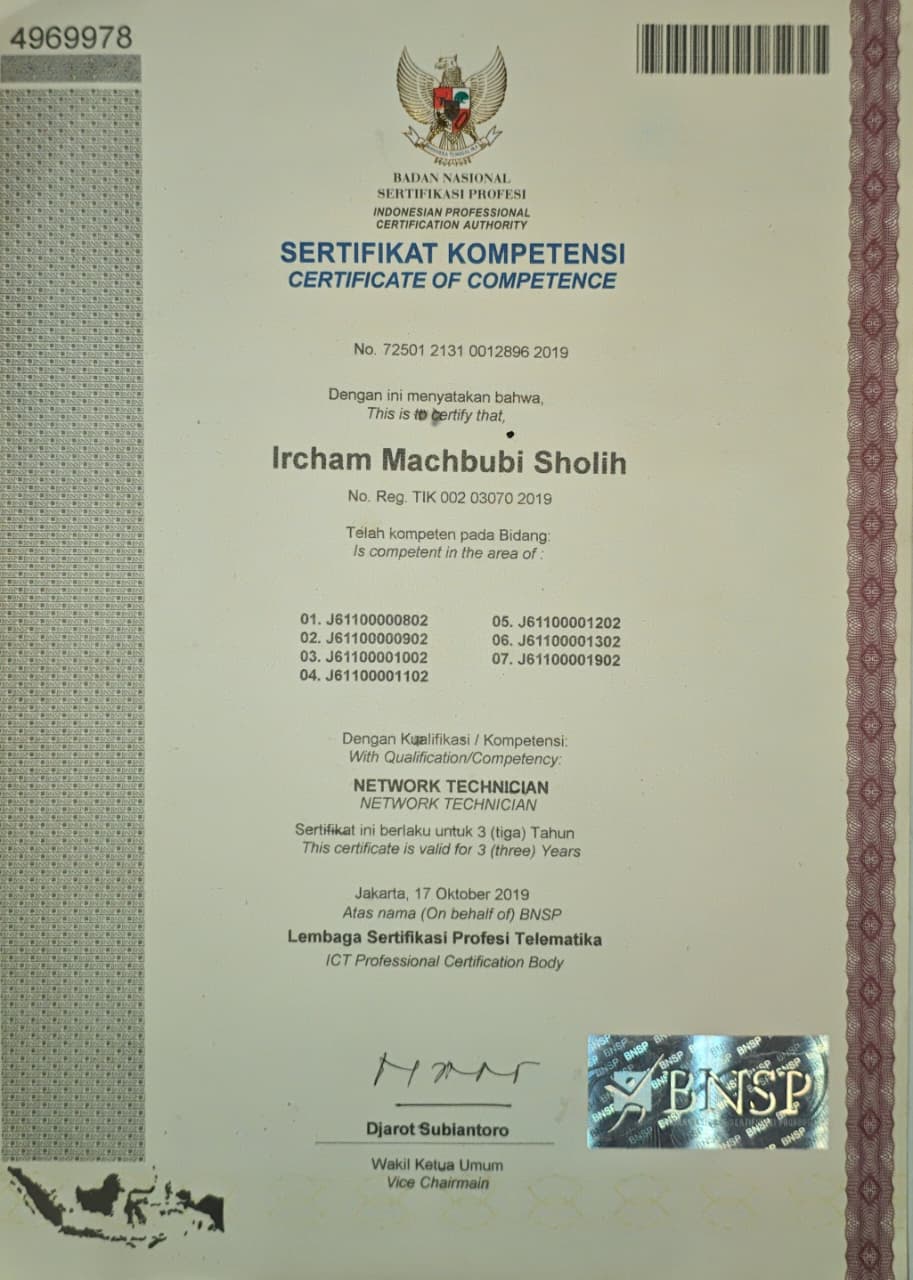 4969978
BADAN NASIONAL
SERTIFIKASI PROFESI
INDONESIAN PROFESSIONAL
CERTIFICATION AUTHORITY
SERTIFIKAT KOMPETENSI
CERTIFICATE OF COMPETENCE
No. 72501 2131 0012896 2019
Dengan ini menyatakan bahwa,
This is to certify that,
Ircham Machbubi Sholih
No. Reg. TIK 002 03070 2019
Telah kompeten pada Bidang:
Is competent in the area of :
01. J61100000802
02. J61100000902
03. J61100001002
04. J61100001102
05. J61100001202
06. J61100001302
07. J61100001902
Dengan Kualifikasi / Kompetensi:
With Qualification/Competency:
NETWORK TECHNICIAN
NETWORK TECHNICIAN
Sertifikat ini berlaku untuk 3 (tiga) Tahun
This certificate is valid for 3 (three) Years
Jakarta, 17 Oktober 2019
Atas nama (On behalf of) BNSP
Lembaga Sertifikasi Profesi Telematika
ICT Professional Certification Body
BNSP
Djarot Subiantoro
Wakil Ketua Umum
Vice Chairmain